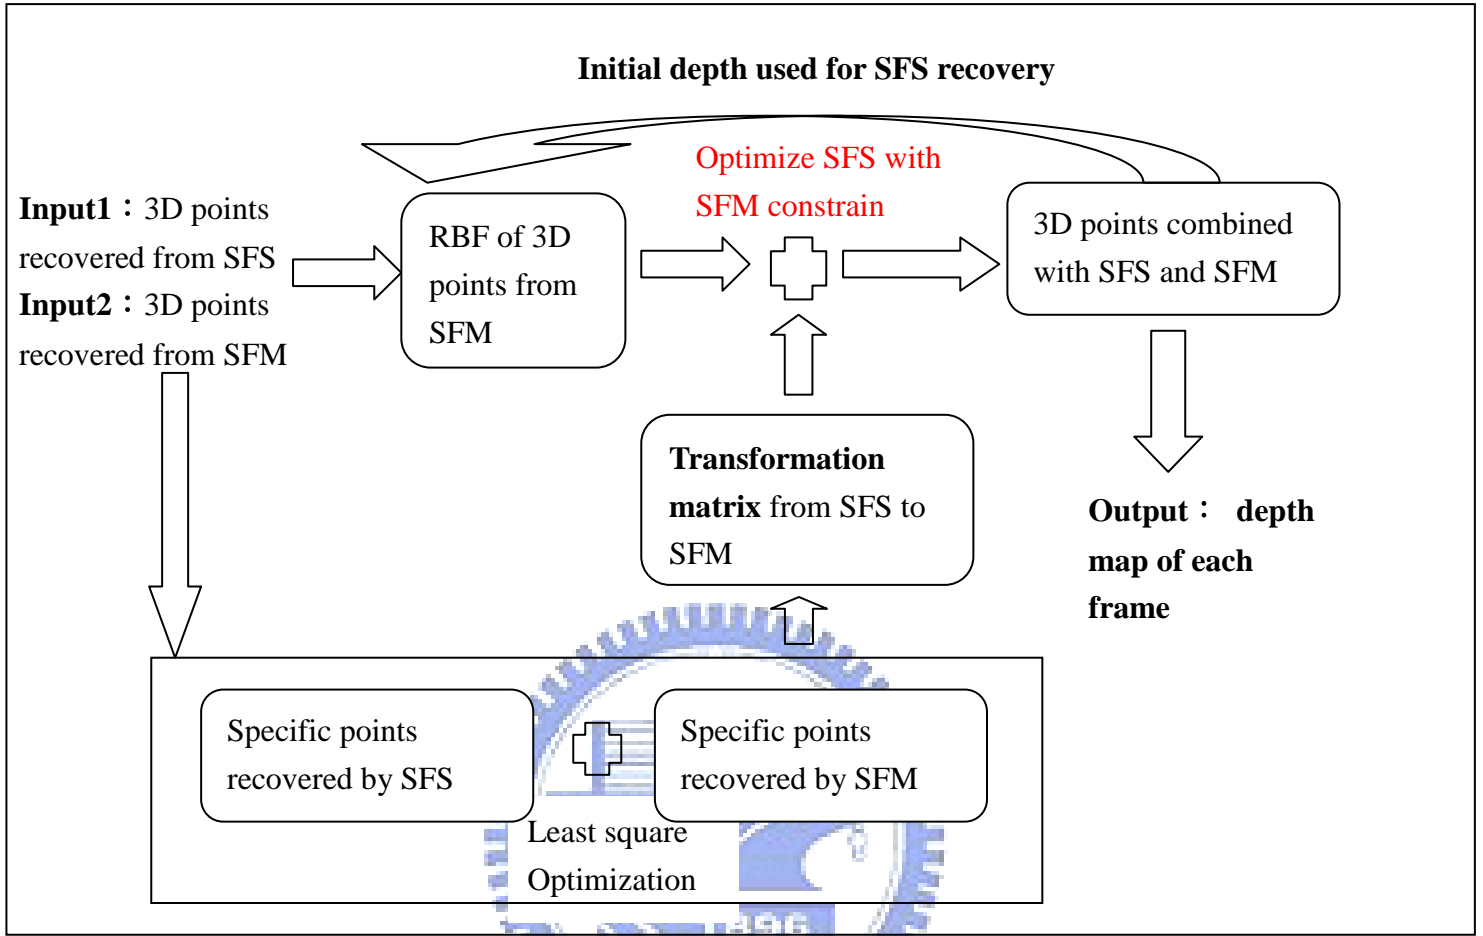 Initial depth used for SFS recovery
Optimize SFS with
SFM constrain
Input1：3D points
recovered from SFS
Input2：3D points
recovered from SFM
RBF of 3D
points from
SFM
3D points combined
with SFS and SFM
Transformation
matrix from SFS to
SFM
Output： depth
map of each
frame
Specific points
recovered by SFS
Specific points
recovered by SFM
Least square
Optimization